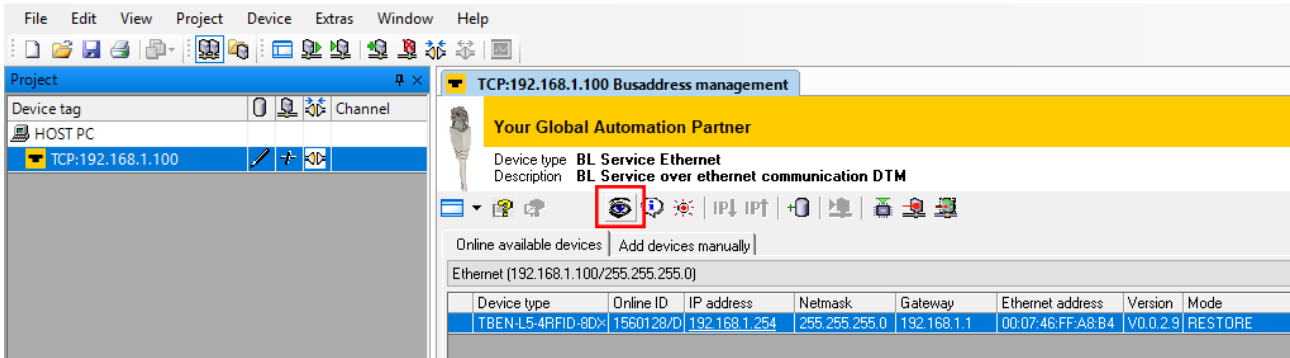 File Edit View Project Device Extras Window Help
Project
Device tag Channel
HOST PC
TCP:192.168.1.100
TCP:192.168.1.100 Busaddress management
Your Global Automation Partner
Device type BL Service Ethernet
Description BL Service over ethernet communication DTM
IP IP
Online available devices Add devices manually
Ethernet (192.168.1.100/255.255.255.0)
Device type Online ID IP address Netmask Gateway Ethernet address Version Mode
TBEN-L5-4RFID-8DX 1560128/D 192.168.1.254 255.255.255.0 192.168.1.1 00:07:46:FF:A8:B4 V0.0.2.9 RESTORE